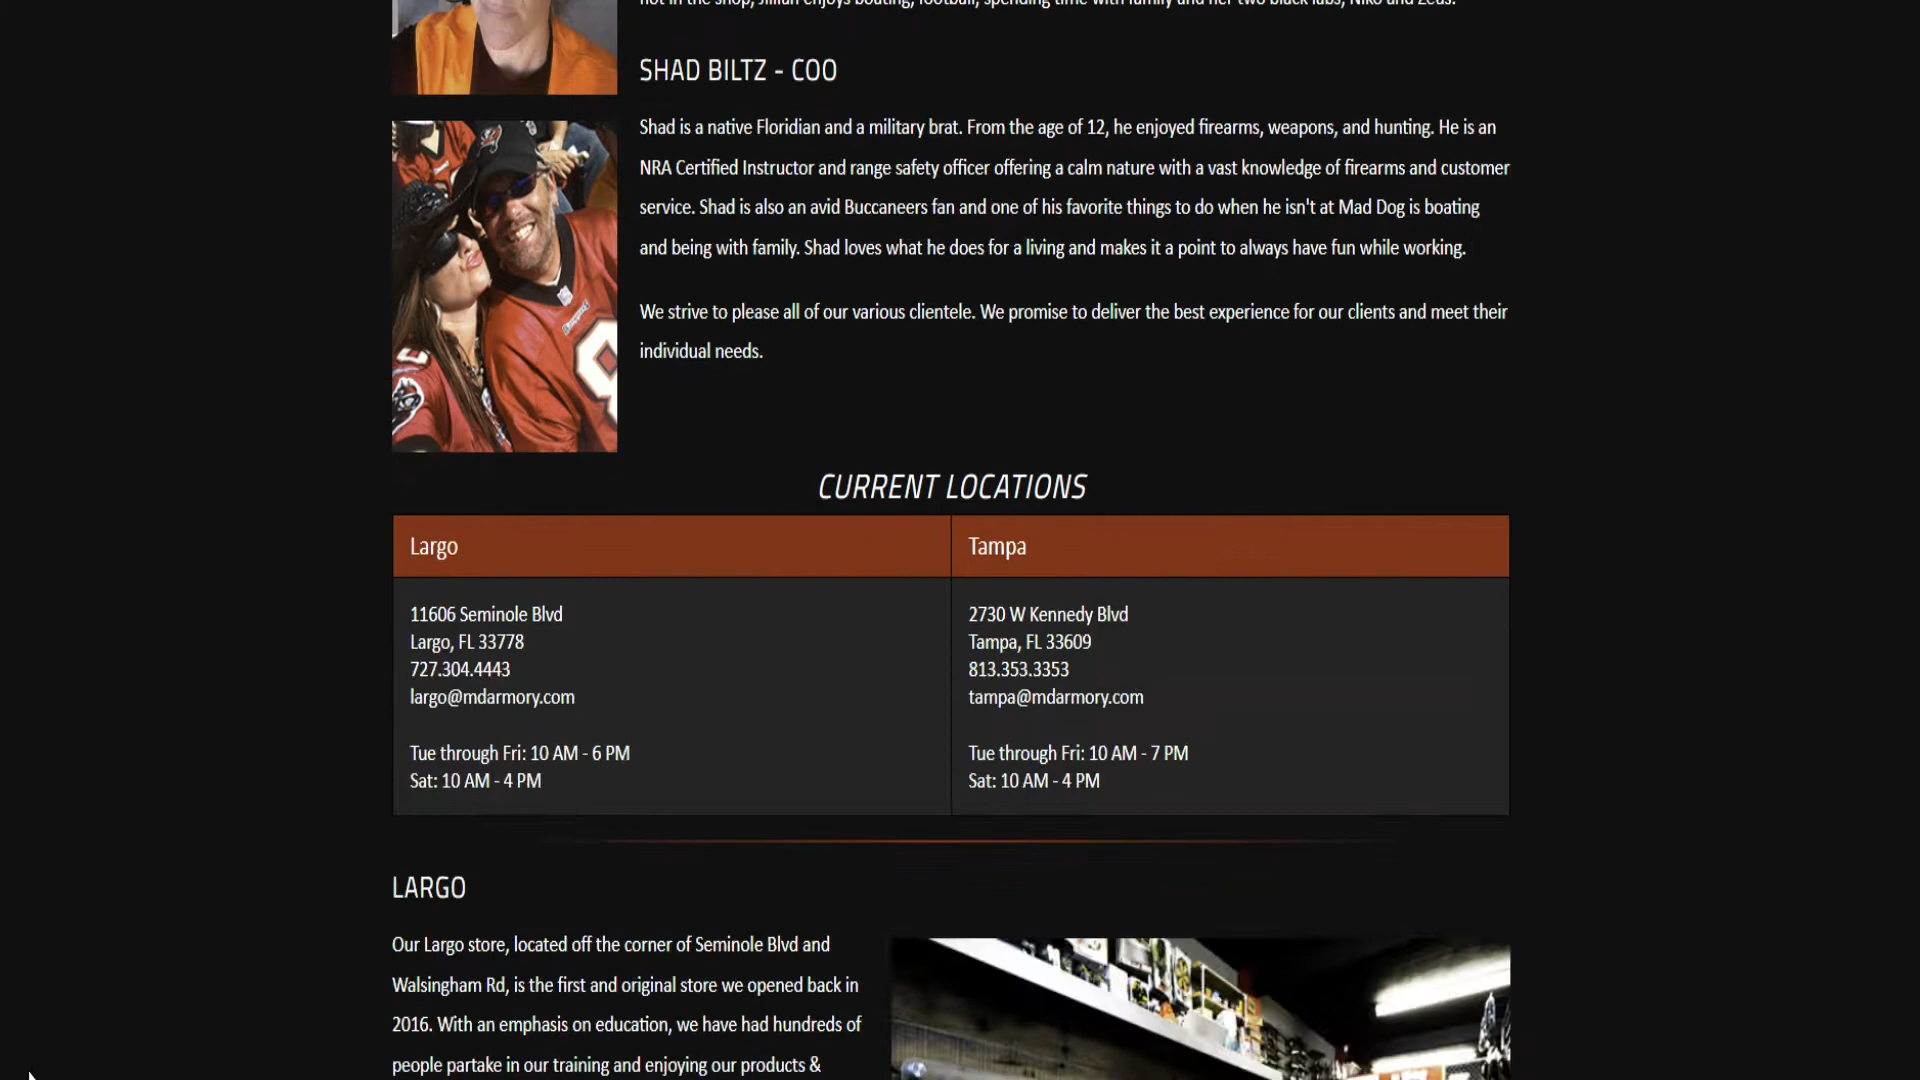 SHAD BILTZ - COO
Shad is a native Floridian and a military brat. From the age of 12, he enjoyed firearms, weapons, and hunting. He is an
NRA Certified Instructor and range safety officer offering a calm nature with a vast knowledge of firearms and customer
service. Shad is also an avid Buccaneers fan and one of his favorite things to do when he isn't at Mad Dog is boating
and being with family. Shad loves what he does for a living and makes it a point to always have fun while working.
We strive to please all of our various clientele. We promise to deliver the best experience for our clients and meet their
individual needs.
CURRENT LOCATIONS
Largo
11606 Seminole Blvd
Largo, FL 33778
727.304.4443
largo@mdarmory.com
Tue through Fri: 10 AM - 6 PM
Sat: 10 AM - 4 PM
Tampa
2730 W Kennedy Blvd
Tampa, FL 33609
813.353.3353
tampa@mdarmory.com
Tue through Fri: 10 AM - 7 PM
Sat: 10 AM - 4 PM
LARGO
Our Largo store, located off the corner of Seminole Blvd and
Walsingham Rd, is the first and original store we opened back in
2016. With an emphasis on education, we have had hundreds of
people partake in our training and enjoying our products &